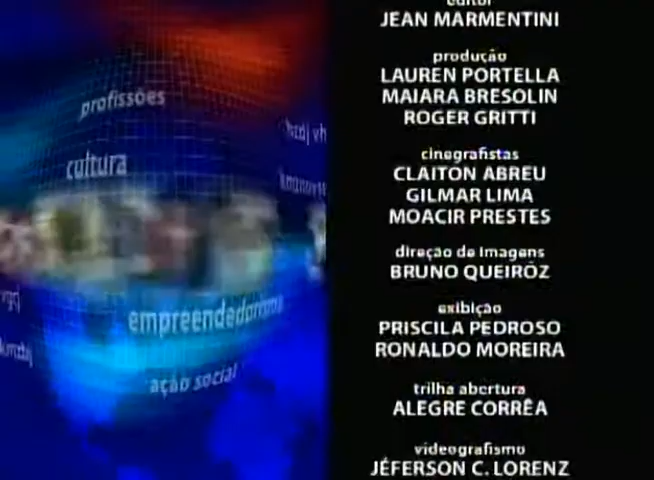 profissões
cultura
empreendedorismo
ação social
editor
JEAN MARMENTINI
produção
LAUREN PORTELLA
MAIARA BRESOLIN
ROGER GRITTI
cinegrafistas
CLAITON ABREU
GILMAR LIMA
MOACIR PRESTES
direção de imagens
BRUNO QUEIRÓZ
exibição
PRISCILA PEDROSO
RONALDO MOREIRA
trilha abertura
ALEGRE CORRÊA
videografismo
JÉFERSON C. LORENZ